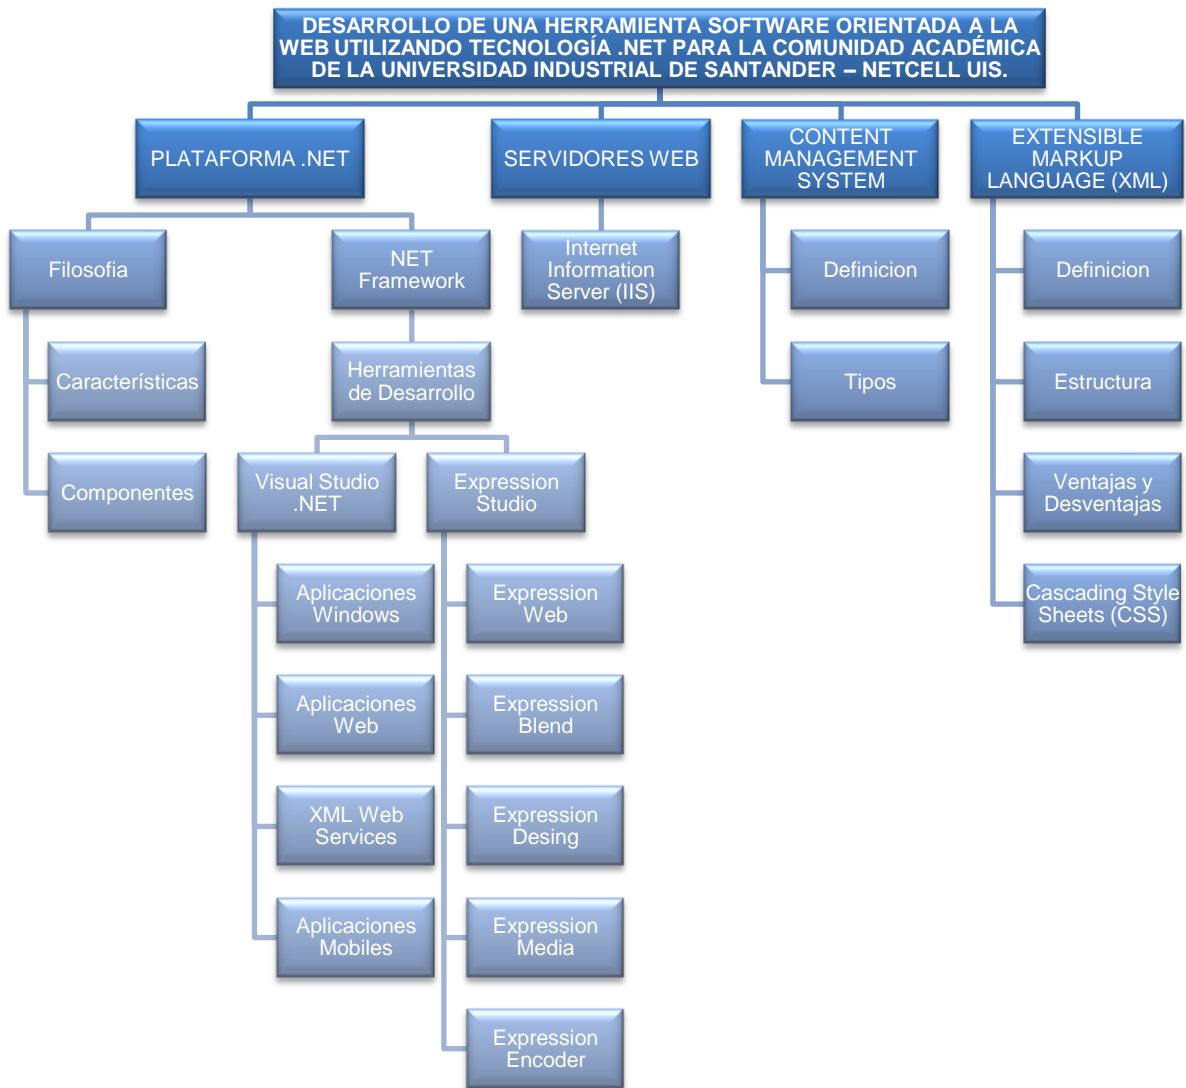 DESARROLLO DE UNA HERRAMIENTA SOFTWARE ORIENTADA A LA
WEB UTILIZANDO TECNOLOGÍA .NET PARA LA COMUNIDAD ACADÉMICA
DE LA UNIVERSIDAD INDUSTRIAL DE SANTANDER – NETCELL UIS.
PLATAFORMA .NET
Filosofia
Característícas
Componentes
NET
Framework
Herramientas
de Desarrollo
Visual Studio
.NET
Aplicaciones
Windows
Aplicaciones
Web
XML Web
Services
Aplicaciones
Mobiles
Expression
Studio
Expression
Web
Expression
Blend
Expression
Desing
Expression
Media
Expression
Encoder
SERVIDORES WEB
Internet
Information
Server (IIS)
CONTENT
MANAGEMENT
SYSTEM
Definicion
Tipos
EXTENSIBLE
MARKUP
LANGUAGE (XML)
Definicion
Estructura
Ventajas y
Desventajas
Cascading Style
Sheets (CSS)